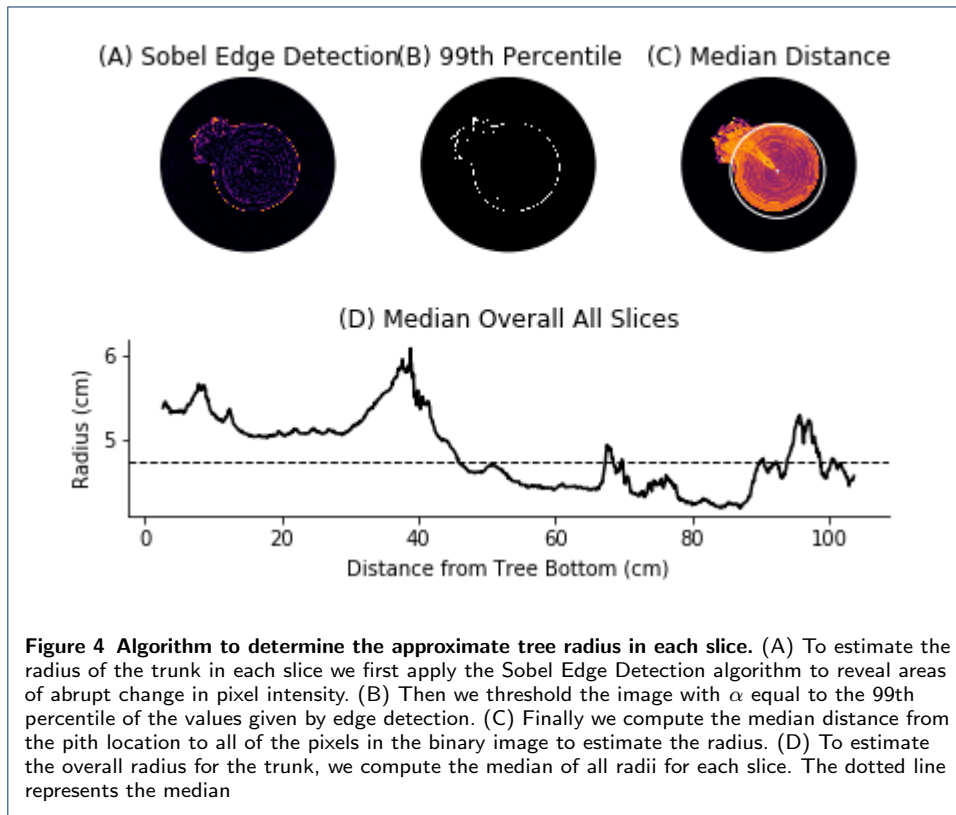 (A) Sobel Edge Detection
(B) 99th Percentile
(C) Median Distance
(D) Median Overall All Slices
6
5
Radius (cm)
0
20
40
60
80
100
Distance from Tree Bottom (cm)
Figure 4 Algorithm to determine the approximate tree radius in each slice. (A) To estimate the
radius of the trunk in each slice we first apply the Sobel Edge Detection algorithm to reveal areas
of abrupt change in pixel intensity. (B) Then we threshold the image with α equal to the 99th
percentile of the values given by edge detection. (C) Finally we compute the median distance from
the pith location to all of the pixels in the binary image to estimate the radius. (D) To estimate
the overall radius for the trunk, we compute the median of all radii for each slice. The dotted line
represents the median